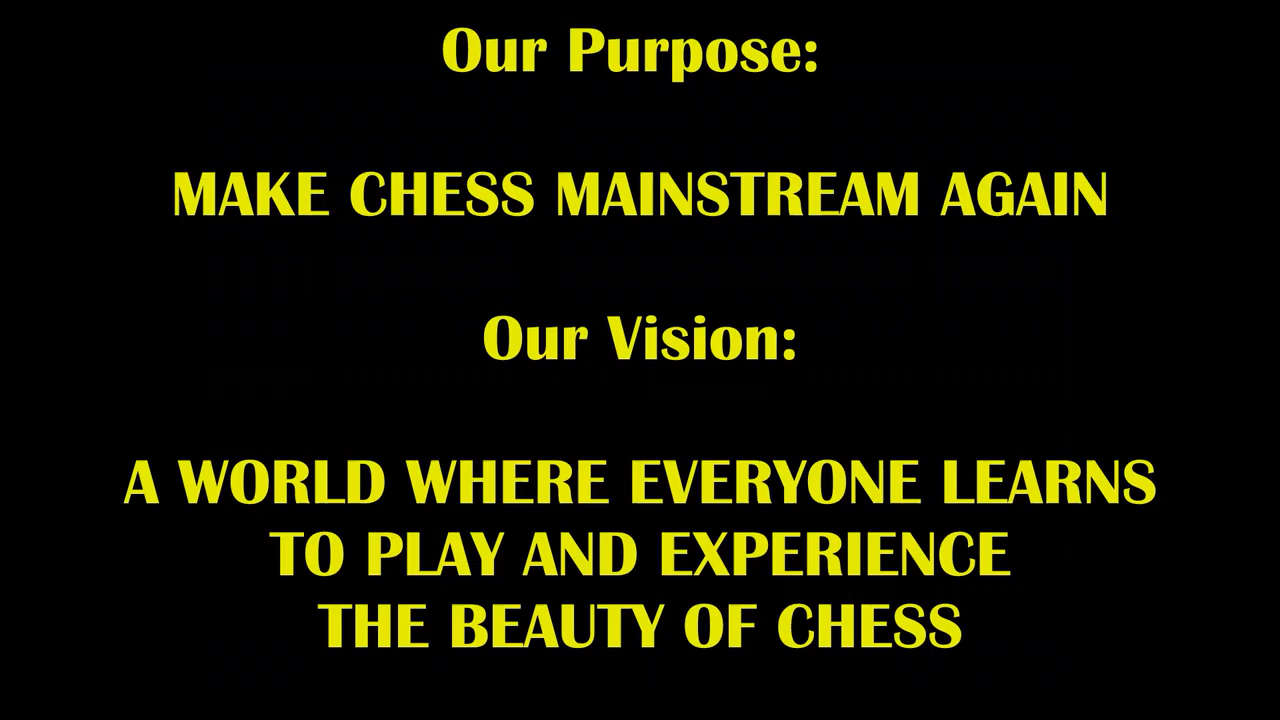 Our Purpose:
MAKE CHESS MAINSTREAM AGAIN
Our Vision:
A WORLD WHERE EVERYONE LEARNS
TO PLAY AND EXPERIENCE
THE BEAUTY OF CHESS